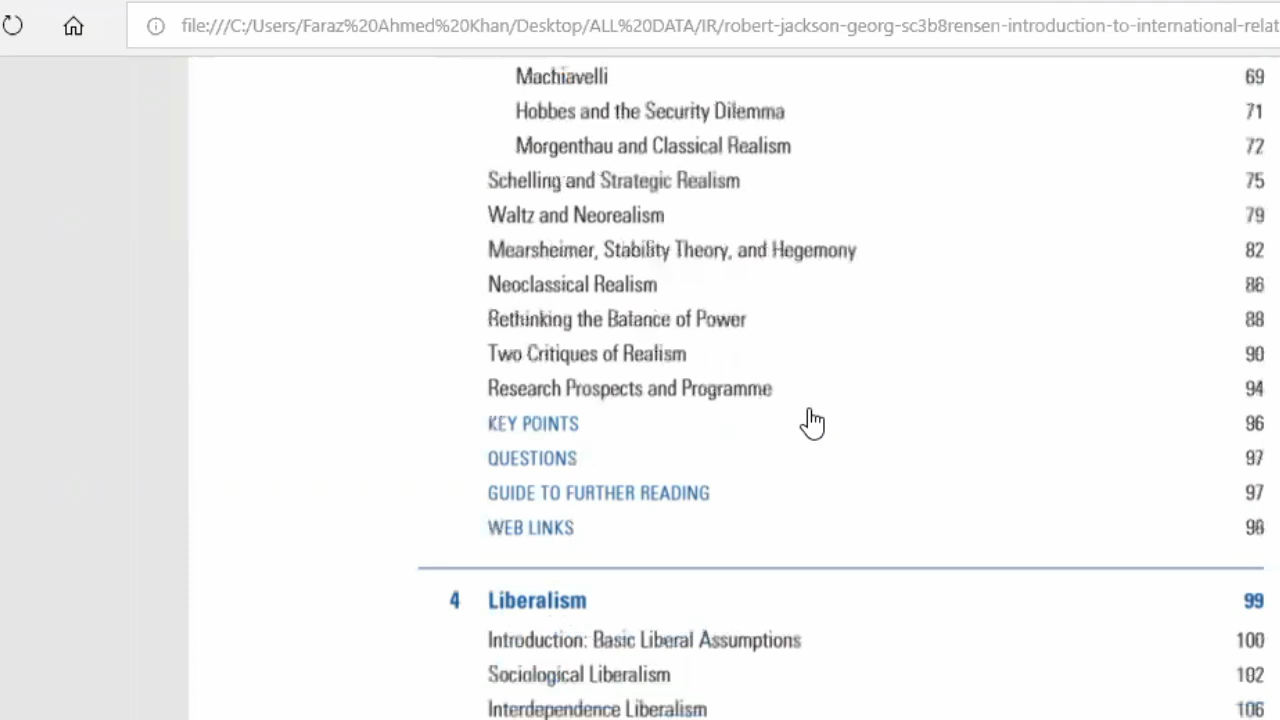 file:///C:/Users/Faraz%20Ahmed%20Khan/Desktop/ALL%20DATA/IR/robert-jackson-georg-sc3b8rensen-introduction-to-international-relat
Machiavelli 69
Hobbes and the Security Dilemma 71
Morgenthau and Classical Realism 72
Schelling and Strategic Realism 75
Waltz and Neorealism 79
Mearsheimer, Stability Theory, and Hegemony 82
Neoclassical Realism 86
Rethinking the Balance of Power 88
Two Critiques of Realism 90
Research Prospects and Programme 94
KEY POINTS 96
QUESTIONS 97
GUIDE TO FURTHER READING 97
WEB LINKS 98
4 Liberalism 99
Introduction: Basic Liberal Assumptions 100
Sociological Liberalism 102
Interdependence Liberalism 106